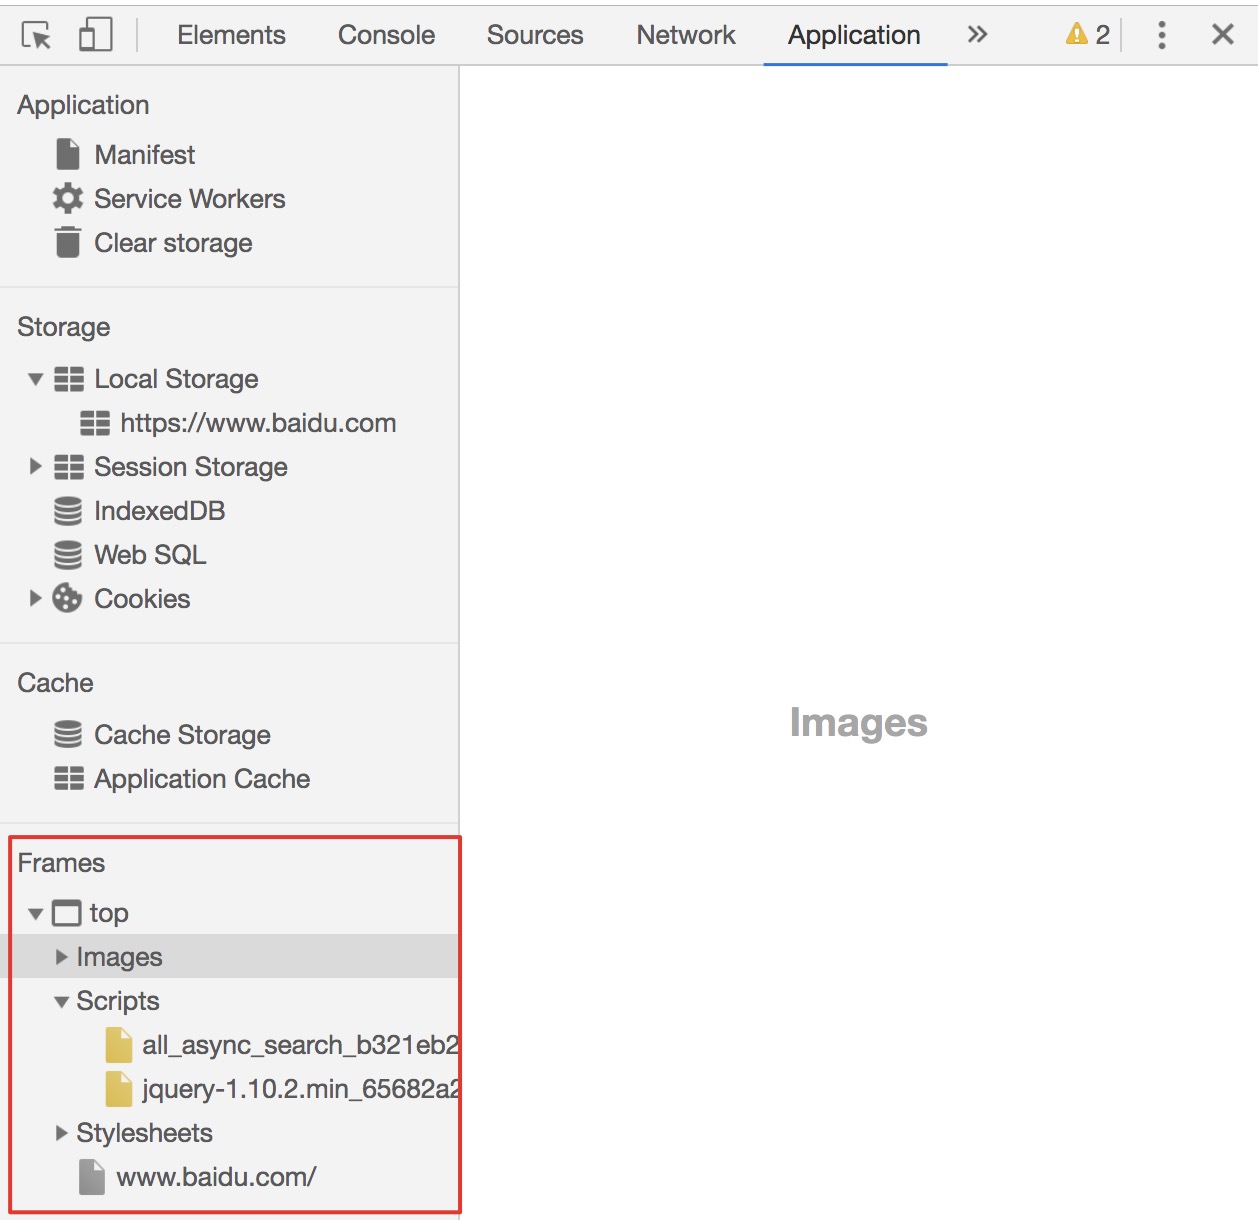 Elements Console Sources Network Application » 2
Application
Manifest
Service Workers
Clear storage
Storage
Local Storage
https://www.baidu.com
Session Storage
IndexedDB
Web SQL
Cookies
Cache
Cache Storage
Application Cache
Images
Frames
top
Images
Scripts
all_async_search_b321eb2
jquery-1.10.2.min_65682a2
Stylesheets
www.baidu.com/